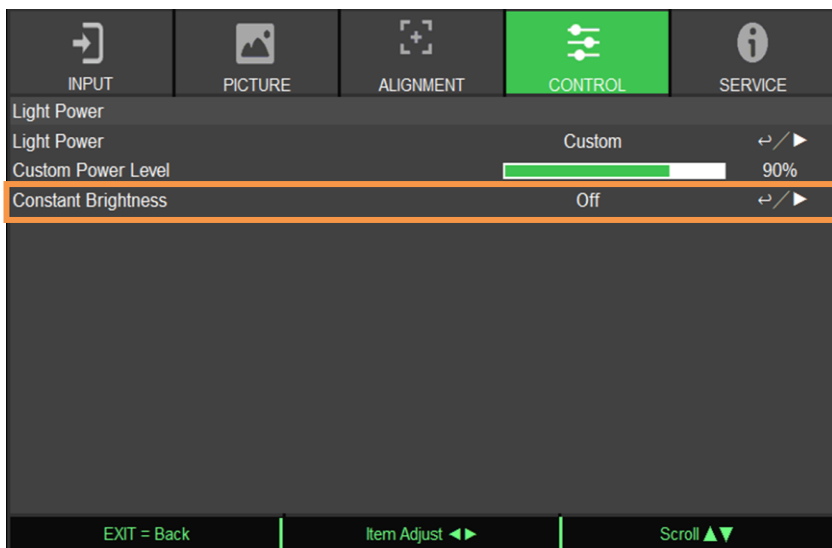 INPUT PICTURE ALIGNMENT CONTROL SERVICE
Light Power
Light Power Custom ↩/▶
Custom Power Level 90%
Constant Brightness Off ↩/▶
EXIT = Back Item Adjust ◀▶ Scroll ▲▼